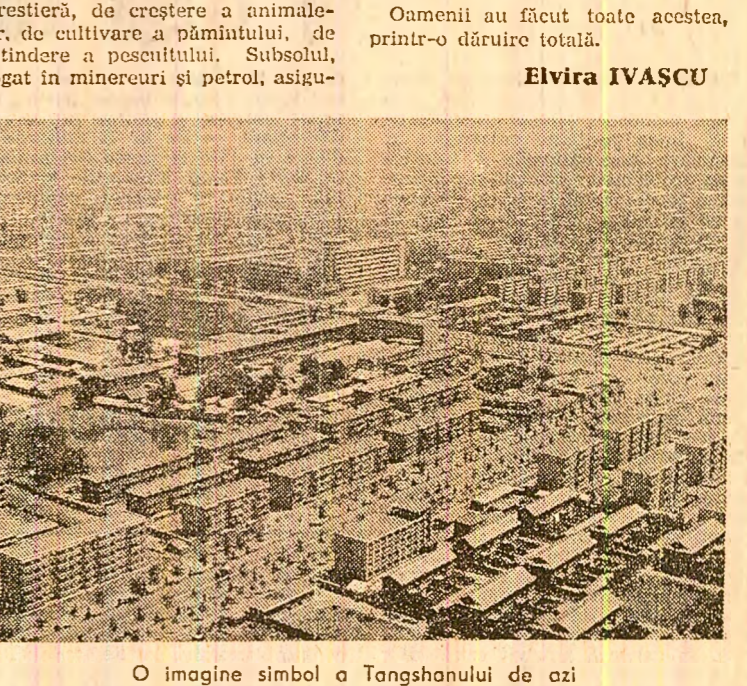 restieră, de creștere a animale-
r, de cultivare a pămîntului, de
tindere a pescuitului. Subsolul,
gat în minereuri și petrol, asigu-
Oamenii au făcut toate acestea,
printr-o dăruire totală.
Elvira IVAȘCU
O imagine simbol a Tangshanului de azi